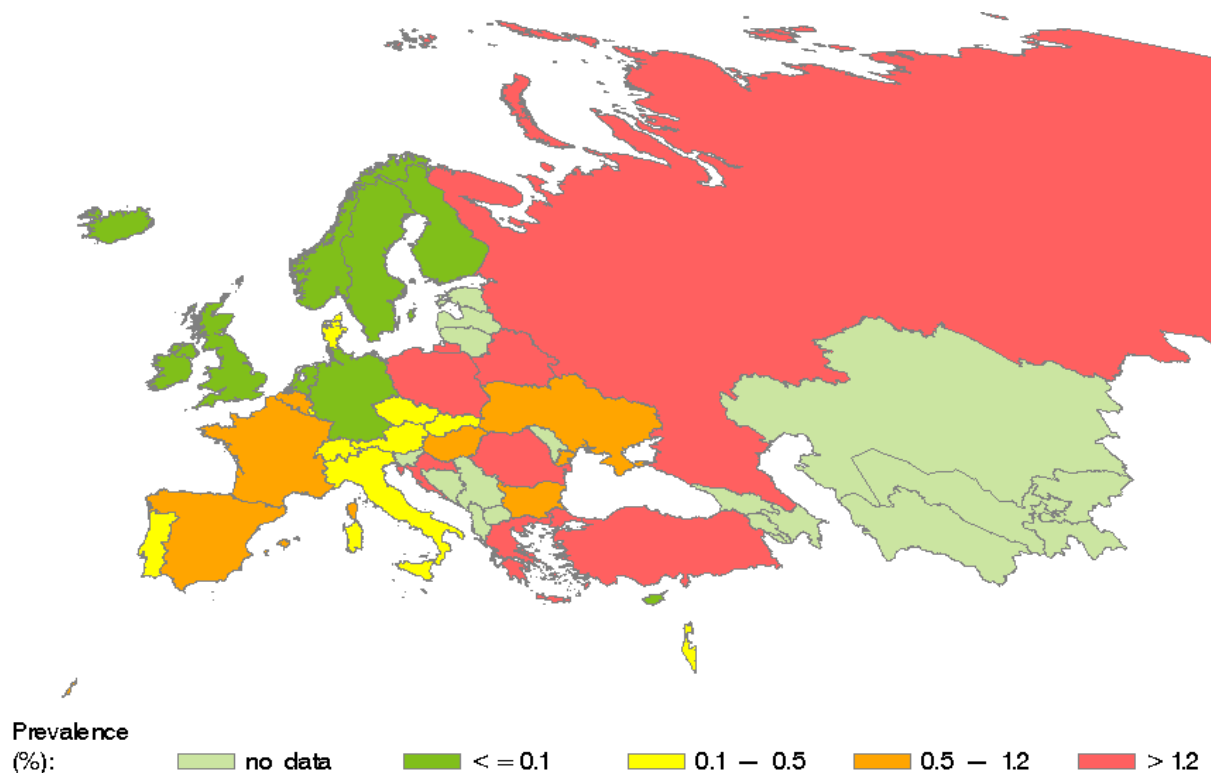 Prevalence
(%): no data <= 0.1 0.1 – 0.5 0.5 – 1.2 > 1.2